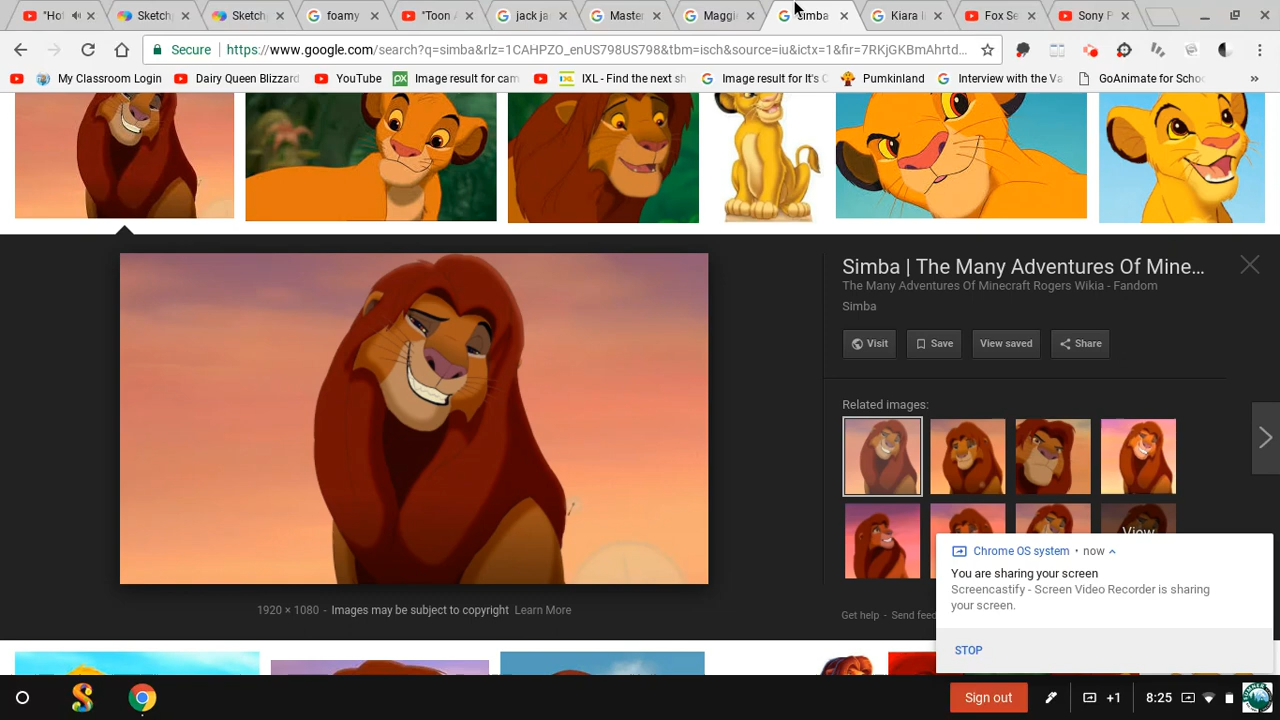 "Hot
Sketch
Sketch
foamy
"Toon A
jack ja
Master
Maggi
simba
Kiara l
Fox Se
Sony P
Secure
https://www.google.com/search?q=simba&rlz=1CAHPZO_enUS798US798&tbm=isch&source=iu&ictx=1&fir=7RKjGKBmAhrtd...
My Classroom Login
Dairy Queen Blizzard
YouTube
Image result for cam
IXL - Find the next sh
Image result for It's C
Pumkinland
Interview with the Va
GoAnimate for Schoo
»
Simba | The Many Adventures Of Mine...
The Many Adventures Of Minecraft Rogers Wikia - Fandom
Simba
Visit
Save
View saved
Share
Related images:
View
1920 × 1080 - Images may be subject to copyright Learn More
Get help - Send feed
Chrome OS system • now
You are sharing your screen
Screencastify - Screen Video Recorder is sharing
your screen.
STOP
Sign out
+1
8:25